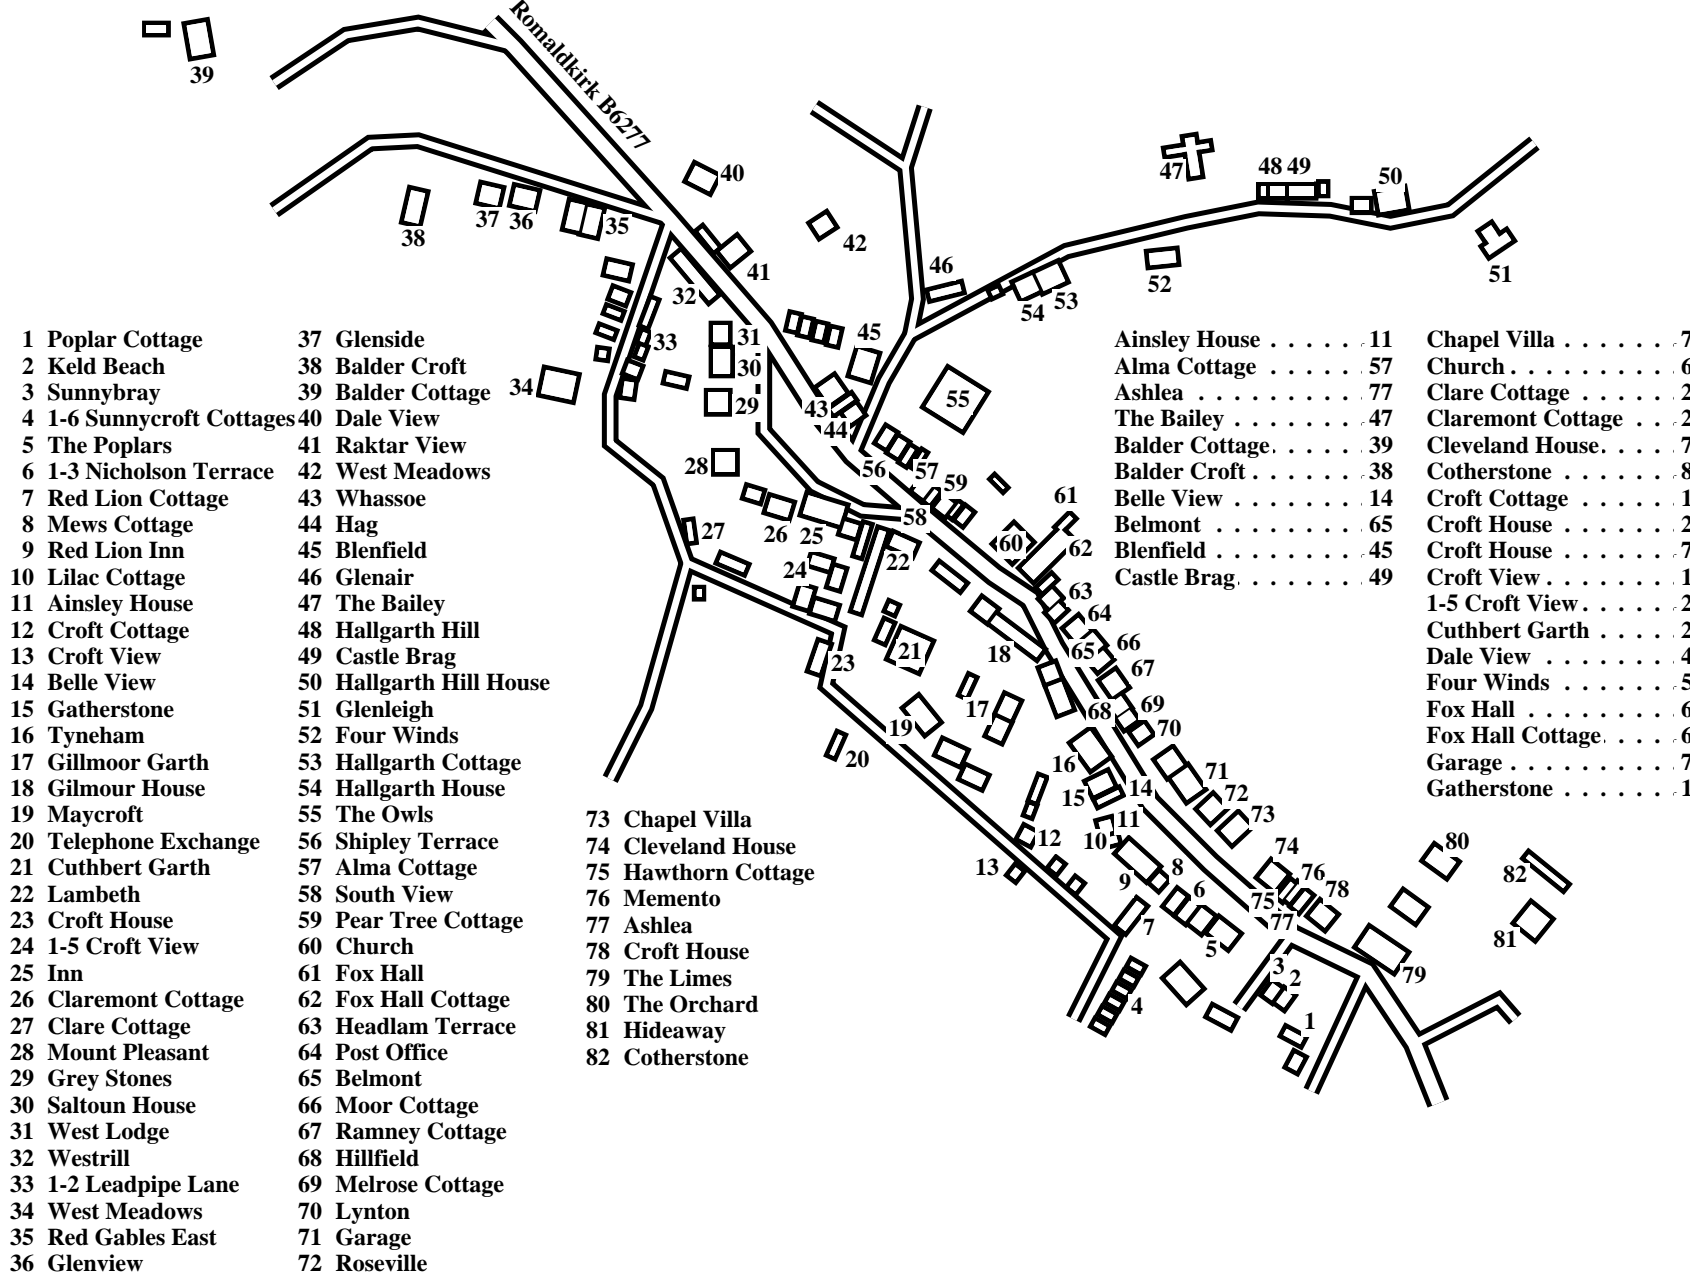 Romaldkirk B6277
39
40
47
48 49
50
38
37
36
35
42
41
46
51
52
53
54
32
31
33
30
34
29
45
43
44
55
28
56
57
59
61
58
60
62
27
26
25
22
24
63
64
65
66
67
23
21
18
17
68
69
70
19
20
16
15
14
71
72
73
13
12
11
10
9
8
6
7
5
74
75
76
77
78
79
80
82
81
4
3
2
1
1 Poplar Cottage
2 Keld Beach
3 Sunnybray
4 1-6 Sunnycroft Cottages
5 The Poplars
6 1-3 Nicholson Terrace
7 Red Lion Cottage
8 Mews Cottage
9 Red Lion Inn
10 Lilac Cottage
11 Ainsley House
12 Croft Cottage
13 Croft View
14 Belle View
15 Gatherstone
16 Tyneham
17 Gillmoor Garth
18 Gilmour House
19 Maycroft
20 Telephone Exchange
21 Cuthbert Garth
22 Lambeth
23 Croft House
24 1-5 Croft View
25 Inn
26 Claremont Cottage
27 Clare Cottage
28 Mount Pleasant
29 Grey Stones
30 Saltoun House
31 West Lodge
32 Westrill
33 1-2 Leadpipe Lane
34 West Meadows
35 Red Gables East
36 Glenview
37 Glenside
38 Balder Croft
39 Balder Cottage
40 Dale View
41 Raktar View
42 West Meadows
43 Whassoe
44 Hag
45 Blenfield
46 Glenair
47 The Bailey
48 Hallgarth Hill
49 Castle Brag
50 Hallgarth Hill House
51 Glenleigh
52 Four Winds
53 Hallgarth Cottage
54 Hallgarth House
55 The Owls
56 Shipley Terrace
57 Alma Cottage
58 South View
59 Pear Tree Cottage
60 Church
61 Fox Hall
62 Fox Hall Cottage
63 Headlam Terrace
64 Post Office
65 Belmont
66 Moor Cottage
67 Ramney Cottage
68 Hillfield
69 Melrose Cottage
70 Lynton
71 Garage
72 Roseville
73 Chapel Villa
74 Cleveland House
75 Hawthorn Cottage
76 Memento
77 Ashlea
78 Croft House
79 The Limes
80 The Orchard
81 Hideaway
82 Cotherstone
Ainsley House . . . . . . 11
Alma Cottage . . . . . . 57
Ashlea . . . . . . . . . . 77
The Bailey . . . . . . . . 47
Balder Cottage. . . . . . 39
Balder Croft . . . . . . . 38
Belle View . . . . . . . . 14
Belmont . . . . . . . . . 65
Blenfield . . . . . . . . . 45
Castle Brag. . . . . . . . 49
Chapel Villa . . . . . . . 7
Church . . . . . . . . . . 6
Clare Cottage . . . . . . 2
Claremont Cottage . . . 2
Cleveland House. . . . . 7
Cotherstone . . . . . . . 8
Croft Cottage . . . . . . 1
Croft House . . . . . . . 2
Croft House . . . . . . . 7
Croft View . . . . . . . . 1
1-5 Croft View . . . . . . 2
Cuthbert Garth . . . . . 2
Dale View . . . . . . . . 4
Four Winds . . . . . . . 5
Fox Hall . . . . . . . . . 6
Fox Hall Cottage. . . . . 6
Garage . . . . . . . . . . 7
Gatherstone . . . . . . . 1